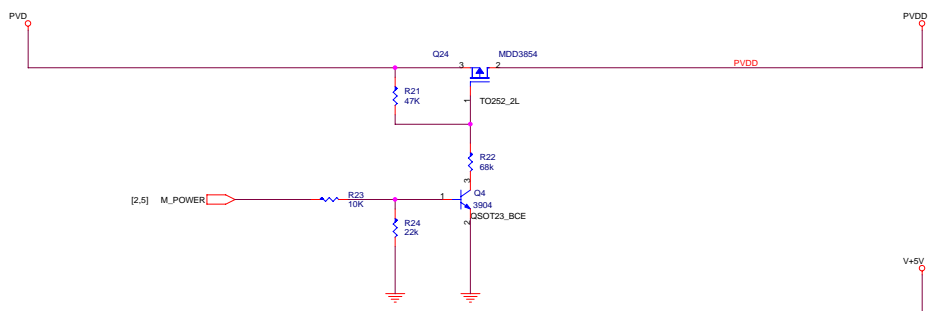 PVD
PVDD
Q24
MDD3854
3
2
PVDD
R21
47K
1
TO252_2L
R22
68k
3
[2,5] M_POWER
R23
10K
1
Q4
3904
QSOT23_BCE
2
R24
22k
V+5V